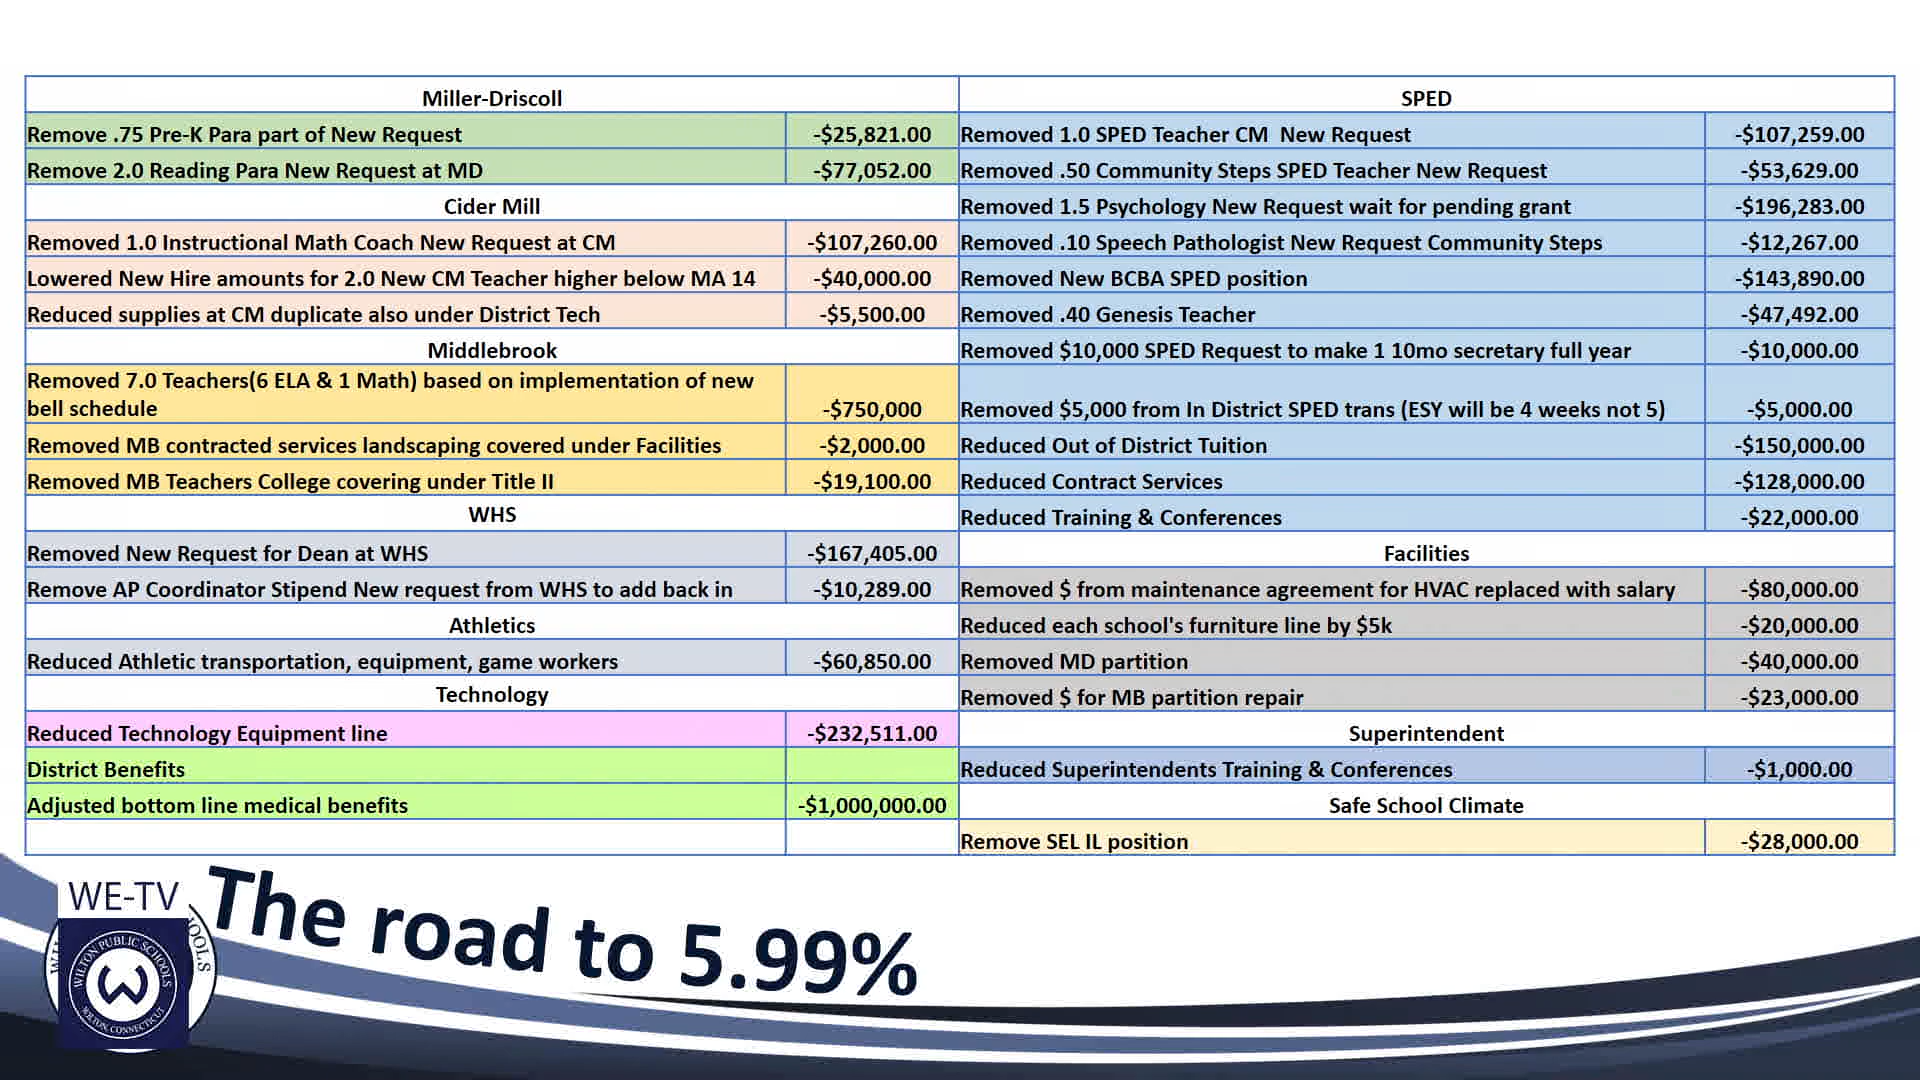 Miller-Driscoll
Remove .75 Pre-K Para part of New Request -$25,821.00
Remove 2.0 Reading Para New Request at MD -$77,052.00
Cider Mill
Removed 1.0 Instructional Math Coach New Request at CM -$107,260.00
Lowered New Hire amounts for 2.0 New CM Teacher higher below MA 14 -$40,000.00
Reduced supplies at CM duplicate also under District Tech -$5,500.00
Middlebrook
Removed 7.0 Teachers(6 ELA & 1 Math) based on implementation of new
bell schedule -$750,000
Removed MB contracted services landscaping covered under Facilities -$2,000.00
Removed MB Teachers College covering under Title II -$19,100.00
WHS
Removed New Request for Dean at WHS -$167,405.00
Remove AP Coordinator Stipend New request from WHS to add back in -$10,289.00
Athletics
Reduced Athletic transportation, equipment, game workers -$60,850.00
Technology
Reduced Technology Equipment line -$232,511.00
District Benefits
Adjusted bottom line medical benefits -$1,000,000.00
SPED
Removed 1.0 SPED Teacher CM New Request -$107,259.00
Removed .50 Community Steps SPED Teacher New Request -$53,629.00
Removed 1.5 Psychology New Request wait for pending grant -$196,283.00
Removed .10 Speech Pathologist New Request Community Steps -$12,267.00
Removed New BCBA SPED position -$143,890.00
Removed .40 Genesis Teacher -$47,492.00
Removed $10,000 SPED Request to make 1 10mo secretary full year -$10,000.00
Removed $5,000 from In District SPED trans (ESY will be 4 weeks not 5) -$5,000.00
Reduced Out of District Tuition -$150,000.00
Reduced Contract Services -$128,000.00
Reduced Training & Conferences -$22,000.00
Facilities
Removed $ from maintenance agreement for HVAC replaced with salary -$80,000.00
Reduced each school's furniture line by $5k -$20,000.00
Removed MD partition -$40,000.00
Removed $ for MB partition repair -$23,000.00
Superintendent
Reduced Superintendents Training & Conferences -$1,000.00
Safe School Climate
Remove SEL IL position -$28,000.00
The road to 5.99%
WE-TV
WILTON PUBLIC SCHOOLS
WILTON, CONNECTICUT